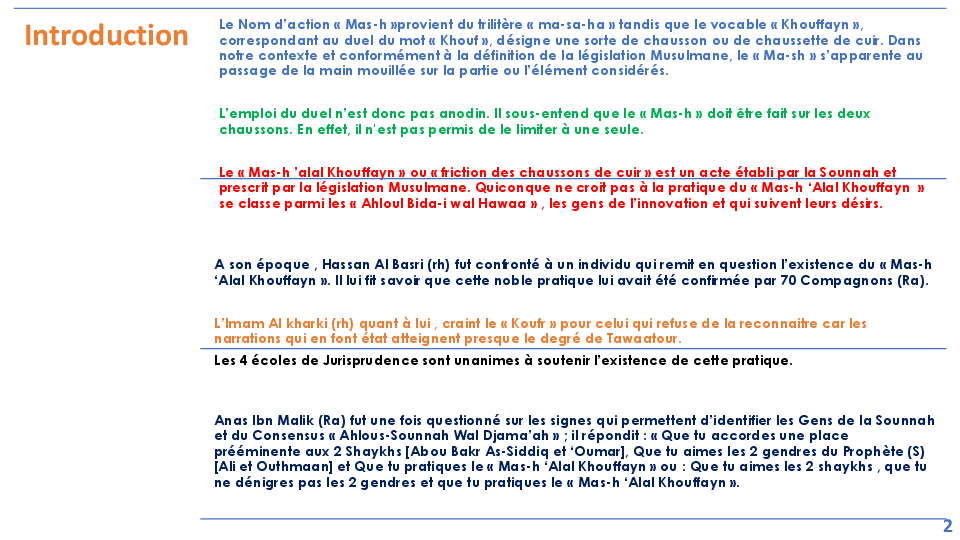 Introduction
Le Nom d’action « Mas-h »provient du trilitère « ma-sa-ha » tandis que le vocable « Khouffayn »,
correspondant au duel du mot « Khouf », désigne une sorte de chausson ou de chaussette de cuir. Dans
notre contexte et conformément à la définition de la législation Musulmane, le « Ma-sh » s’apparente au
passage de la main mouillée sur la partie ou l’élément considérés.
L’emploi du duel n’est donc pas anodin. Il sous-entend que le « Mas-h » doit être fait sur les deux
chaussons. En effet, il n'est pas permis de le limiter à une seule.
Le « Mas-h ’alal Khouffayn » ou « friction des chaussons de cuir » est un acte établi par la Sounnah et
prescrit par la législation Musulmane. Quiconque ne croit pas à la pratique du « Mas-h ‘Alal Khouffayn »
se classe parmi les « Ahloul Bida-i wal Hawaa » , les gens de l’innovation et qui suivent leurs désirs.
A son époque , Hassan Al Basri (rh) fut confronté à un individu qui remit en question l’existence du « Mas-h
‘Alal Khouffayn ». Il lui fit savoir que cette noble pratique lui avait été confirmée par 70 Compagnons (Ra).
L’Imam Al kharki (rh) quant à lui , craint le « Koufr » pour celui qui refuse de la reconnaitre car les
narrations qui en font état atteignent presque le degré de Tawaatour.
Les 4 écoles de Jurisprudence sont unanimes à soutenir l’existence de cette pratique.
Anas Ibn Malik (Ra) fut une fois questionné sur les signes qui permettent d’identifier les Gens de la Sounnah
et du Consensus « Ahlous-Sounnah Wal Djama’ah » ; il répondit : « Que tu accordes une place
prééminente aux 2 Shaykhs [Abou Bakr As-Siddiq et ‘Oumar], Que tu aimes les 2 gendres du Prophète (S)
[Ali et Outhmaan] et Que tu pratiques le « Mas-h ‘Alal Khouffayn » ou : Que tu aimes les 2 shaykhs , que tu
ne dénigres pas les 2 gendres et que tu pratiques le « Mas-h ‘Alal Khouffayn ».
2